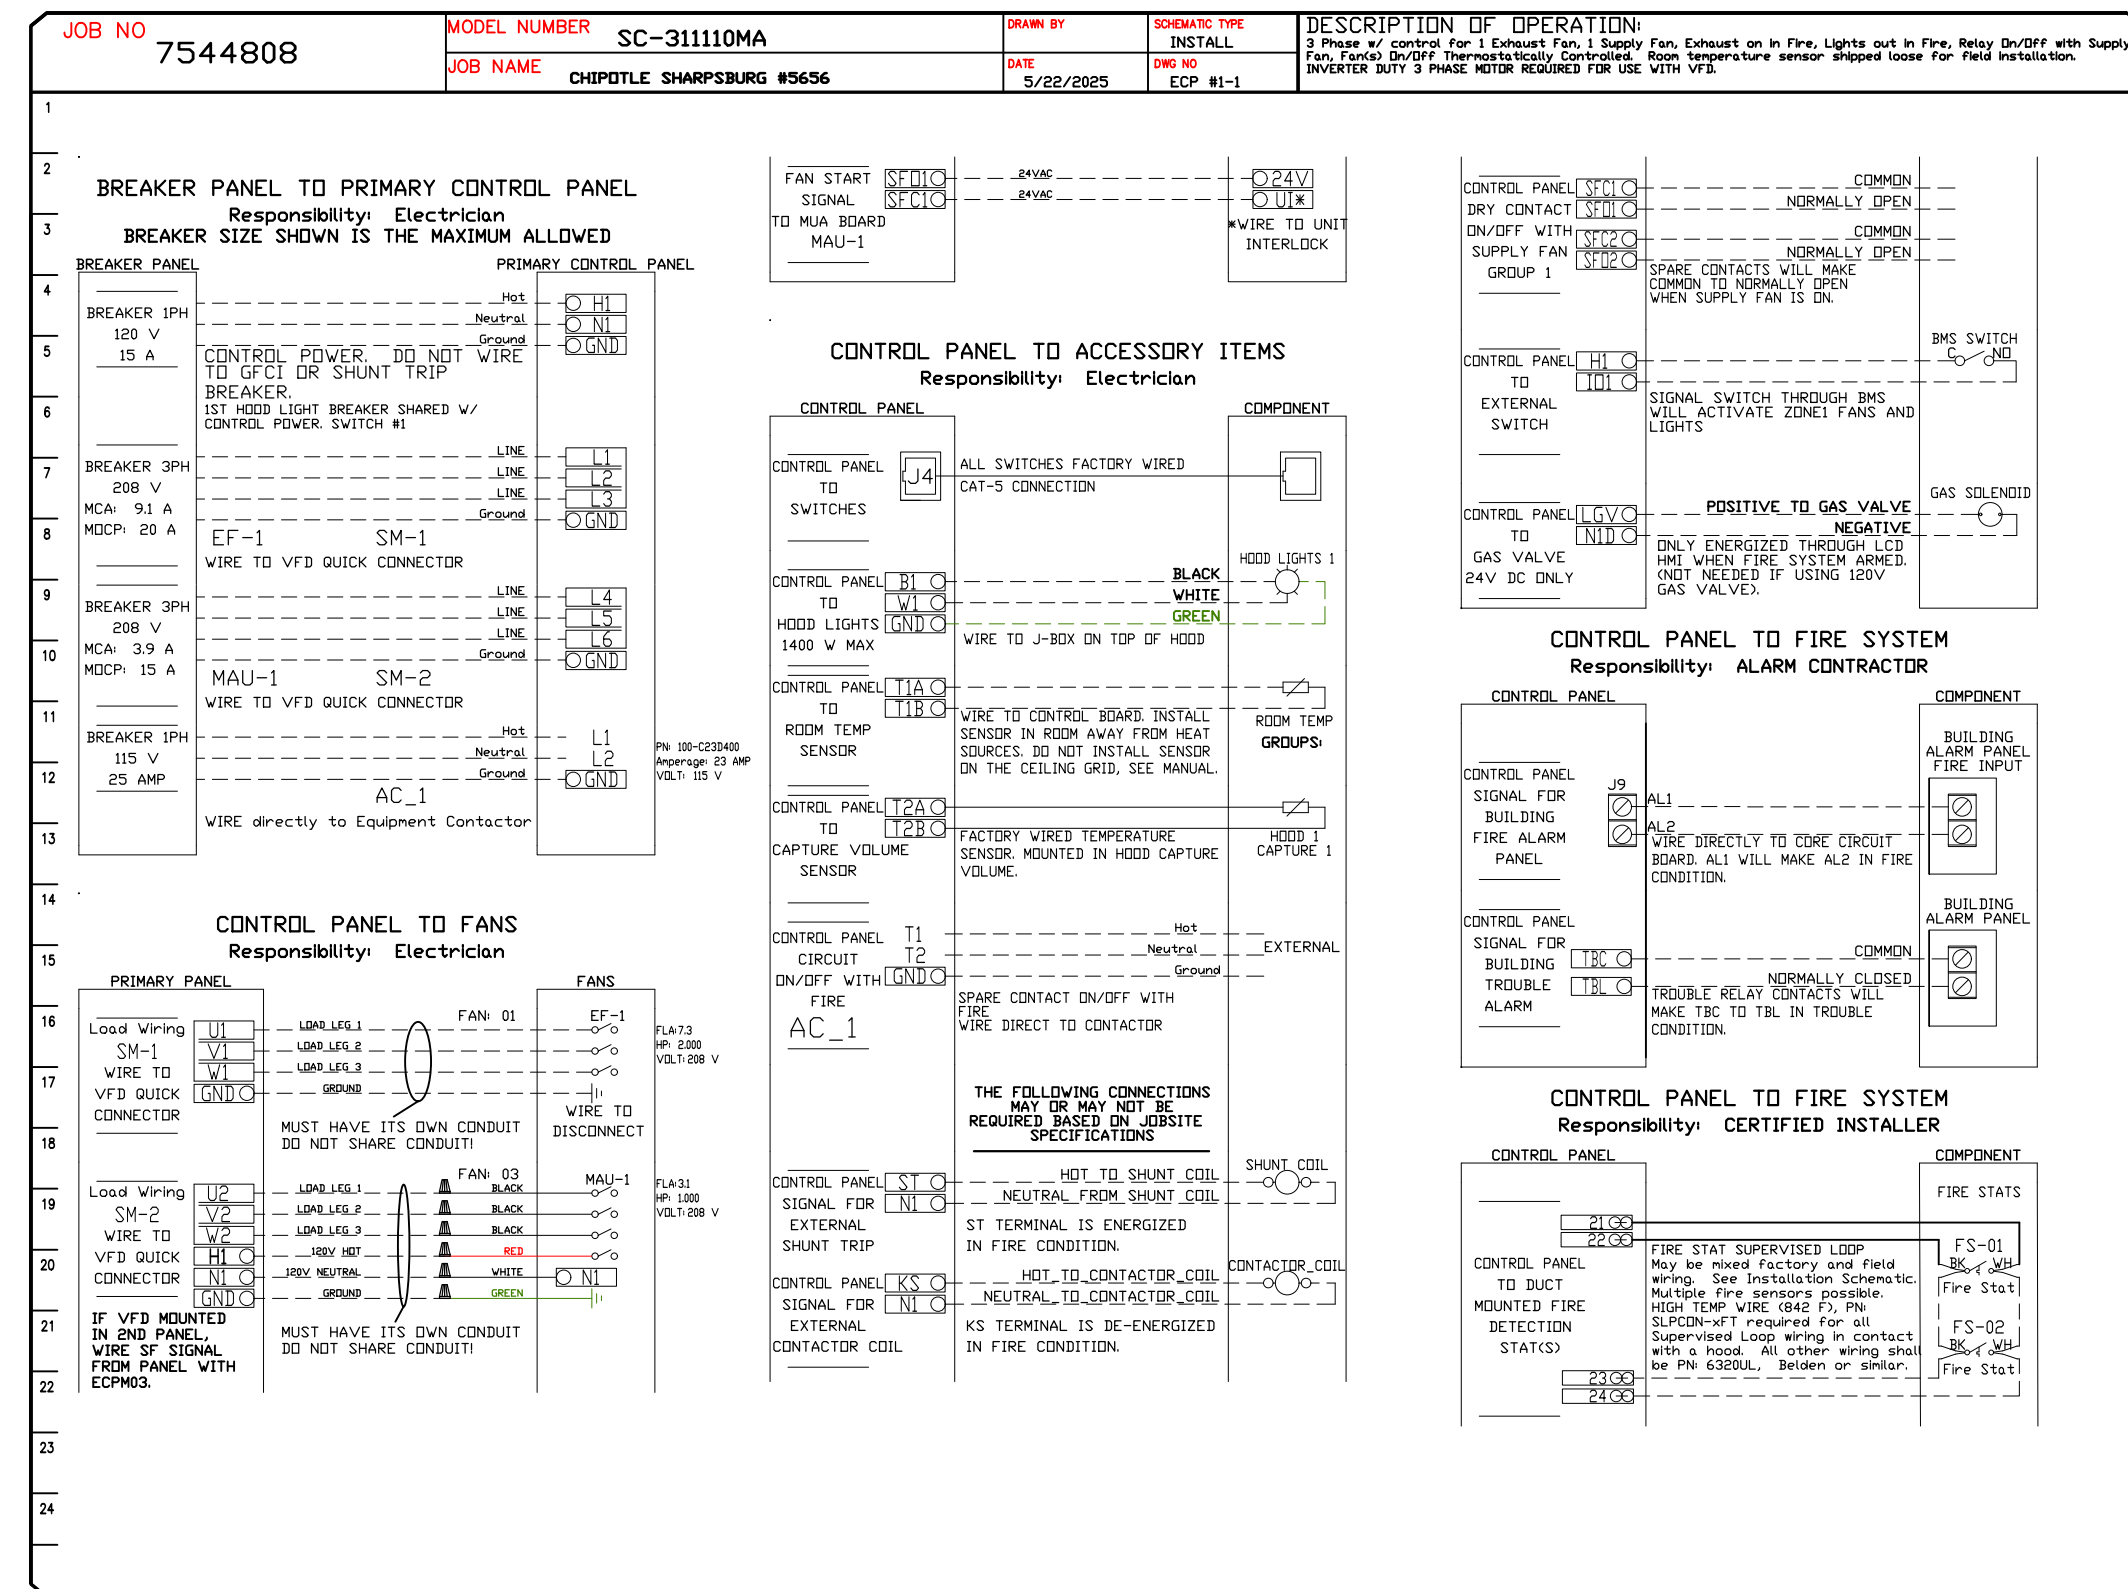 JOB NO
7544808
MODEL NUMBER
SC-311110MA
JOB NAME
CHIPOTLE SHARPSBURG #5656
DRAWN BY
SCHEMATIC TYPE
INSTALL
DATE
5/22/2025
DWG NO
ECP #1-1
DESCRIPTION OF OPERATION:
3 Phase w/ control for 1 Exhaust Fan, 1 Supply Fan, Exhaust on in Fire, Lights out in Fire, Relay On/Off with Supply
Fan, Fan(s) On/Off Thermostatically Controlled. Room temperature sensor shipped loose for field installation.
INVERTER DUTY 3 PHASE MOTOR REQUIRED FOR USE WITH VFD.
1
2
3
4
5
6
7
8
9
10
11
12
13
14
15
16
17
18
19
20
21
22
23
24
BREAKER PANEL TO PRIMARY CONTROL PANEL
Responsibility: Electrician
BREAKER SIZE SHOWN IS THE MAXIMUM ALLOWED
BREAKER PANEL
PRIMARY CONTROL PANEL
BREAKER 1PH
120 V
15 A
Hot
H1
Neutral
N1
Ground
GND
CONTROL POWER. DO NOT WIRE
TO GFCI OR SHUNT TRIP
BREAKER.
1ST HOOD LIGHT BREAKER SHARED W/
CONTROL POWER. SWITCH #1
BREAKER 3PH
208 V
MCA: 9.1 A
MOCP: 20 A
LINE
L1
LINE
L2
LINE
L3
Ground
GND
EF-1 SM-1
WIRE TO VFD QUICK CONNECTOR
BREAKER 3PH
208 V
MCA: 3.9 A
MOCP: 15 A
LINE
L4
LINE
L5
LINE
L6
Ground
GND
MAU-1 SM-2
WIRE TO VFD QUICK CONNECTOR
BREAKER 1PH
115 V
25 AMP
Hot
L1
Neutral
L2
Ground
GND
PN: 100-C23D400
Amperage: 23 AMP
VOLT: 115 V
AC_1
WIRE directly to Equipment Contactor
CONTROL PANEL TO FANS
Responsibility: Electrician
PRIMARY PANEL
FANS
Load Wiring
SM-1
WIRE TO
VFD QUICK
CONNECTOR
U1
V1
W1
GND
LOAD LEG 1
LOAD LEG 2
LOAD LEG 3
GROUND
FAN: 01
EF-1
FLA:7.3
HP: 2.000
VOLT: 208 V
WIRE TO
DISCONNECT
MUST HAVE ITS OWN CONDUIT
DO NOT SHARE CONDUIT!
Load Wiring
SM-2
WIRE TO
VFD QUICK
CONNECTOR
U2
V2
W2
H1
N1
GND
LOAD LEG 1
LOAD LEG 2
LOAD LEG 3
120V HOT
120V NEUTRAL
GROUND
FAN: 03
BLACK
BLACK
BLACK
RED
WHITE
GREEN
MAU-1
N1
FLA:3.1
HP: 1.000
VOLT: 208 V
IF VFD MOUNTED
IN 2ND PANEL,
WIRE SF SIGNAL
FROM PANEL WITH
ECPM03.
MUST HAVE ITS OWN CONDUIT
DO NOT SHARE CONDUIT!
FAN START
SIGNAL
TO MUA BOARD
MAU-1
SFO1
SFC1
24VAC
24VAC
24V
UI*
*WIRE TO UNIT
INTERLOCK
CONTROL PANEL TO ACCESSORY ITEMS
Responsibility: Electrician
CONTROL PANEL
COMPONENT
CONTROL PANEL
TO
SWITCHES
J4
ALL SWITCHES FACTORY WIRED
CAT-5 CONNECTION
CONTROL PANEL
TO
HOOD LIGHTS
1400 W MAX
B1
W1
GND
BLACK
WHITE
GREEN
HOOD LIGHTS 1
WIRE TO J-BOX ON TOP OF HOOD
CONTROL PANEL
TO
ROOM TEMP
SENSOR
T1A
T1B
WIRE TO CONTROL BOARD. INSTALL
SENSOR IN ROOM AWAY FROM HEAT
SOURCES. DO NOT INSTALL SENSOR
ON THE CEILING GRID, SEE MANUAL.
ROOM TEMP
GROUPS:
CONTROL PANEL
TO
CAPTURE VOLUME
SENSOR
T2A
T2B
FACTORY WIRED TEMPERATURE
SENSOR. MOUNTED IN HOOD CAPTURE
VOLUME.
HOOD 1
CAPTURE 1
CONTROL PANEL
CIRCUIT
ON/OFF WITH
FIRE
AC_1
T1
T2
GND
Hot
Neutral
Ground
EXTERNAL
SPARE CONTACT ON/OFF WITH
FIRE
WIRE DIRECT TO CONTACTOR
THE FOLLOWING CONNECTIONS
MAY OR MAY NOT BE
REQUIRED BASED ON JOBSITE
SPECIFICATIONS
CONTROL PANEL
SIGNAL FOR
EXTERNAL
SHUNT TRIP
ST
N1
HOT TO SHUNT COIL
NEUTRAL FROM SHUNT COIL
SHUNT COIL
ST TERMINAL IS ENERGIZED
IN FIRE CONDITION.
CONTROL PANEL
SIGNAL FOR
EXTERNAL
CONTACTOR COIL
KS
N1
HOT TO CONTACTOR COIL
NEUTRAL TO CONTACTOR COIL
CONTACTOR COIL
KS TERMINAL IS DE-ENERGIZED
IN FIRE CONDITION.
CONTROL PANEL
DRY CONTACT
ON/OFF WITH
SUPPLY FAN
GROUP 1
SFC1
SFO1
SFC2
SFO2
COMMON
NORMALLY OPEN
COMMON
NORMALLY OPEN
SPARE CONTACTS WILL MAKE
COMMON TO NORMALLY OPEN
WHEN SUPPLY FAN IS ON.
CONTROL PANEL
TO
EXTERNAL
SWITCH
H1
IO1
BMS SWITCH
C NO
SIGNAL SWITCH THROUGH BMS
WILL ACTIVATE ZONE1 FANS AND
LIGHTS
CONTROL PANEL
TO
GAS VALVE
24V DC ONLY
LGV
N1D
POSITIVE TO GAS VALVE
NEGATIVE
GAS SOLENOID
ONLY ENERGIZED THROUGH LCD
HMI WHEN FIRE SYSTEM ARMED.
(NOT NEEDED IF USING 120V
GAS VALVE).
CONTROL PANEL TO FIRE SYSTEM
Responsibility: ALARM CONTRACTOR
CONTROL PANEL
COMPONENT
CONTROL PANEL
SIGNAL FOR
BUILDING
FIRE ALARM
PANEL
J9
AL1
AL2
BUILDING
ALARM PANEL
FIRE INPUT
WIRE DIRECTLY TO CORE CIRCUIT
BOARD. AL1 WILL MAKE AL2 IN FIRE
CONDITION.
CONTROL PANEL
SIGNAL FOR
BUILDING
TROUBLE
ALARM
TBC
TBL
COMMON
NORMALLY CLOSED
BUILDING
ALARM PANEL
TROUBLE RELAY CONTACTS WILL
MAKE TBC TO TBL IN TROUBLE
CONDITION.
CONTROL PANEL TO FIRE SYSTEM
Responsibility: CERTIFIED INSTALLER
CONTROL PANEL
COMPONENT
FIRE STATS
CONTROL PANEL
TO DUCT
MOUNTED FIRE
DETECTION
STAT(S)
21
22
23
24
FIRE STAT SUPERVISED LOOP
May be mixed factory and field
wiring. See Installation Schematic.
Multiple fire sensors possible.
HIGH TEMP WIRE (842 F), PN:
SLPCON-xFT required for all
Supervised Loop wiring in contact
with a hood. All other wiring shall
be PN: 6320UL, Belden or similar.
FS-01
BK WH
Fire Stat
FS-02
BK WH
Fire Stat